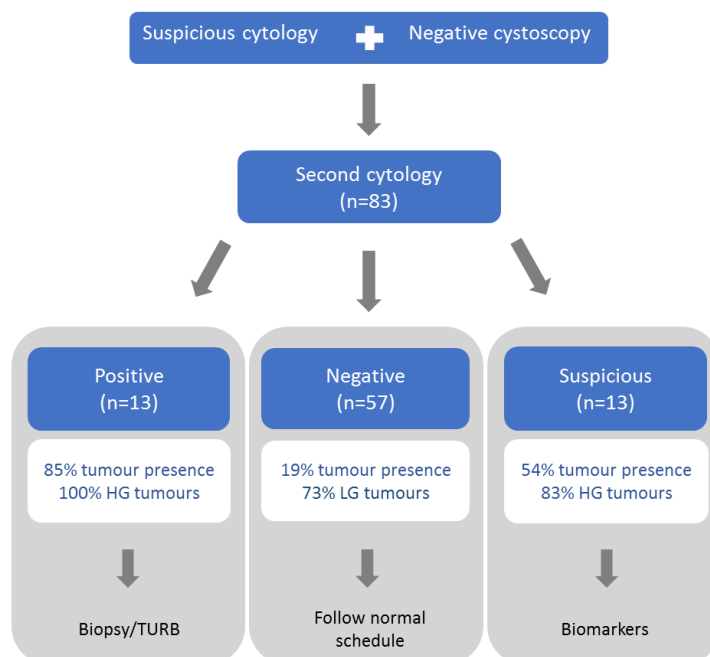 Suspicious cytology Negative cystoscopy
Second cytology
(n=83)
Positive
(n=13)
85% tumour presence
100% HG tumours
Biopsy/TURB
Negative
(n=57)
19% tumour presence
73% LG tumours
Follow normal
schedule
Suspicious
(n=13)
54% tumour presence
83% HG tumours
Biomarkers